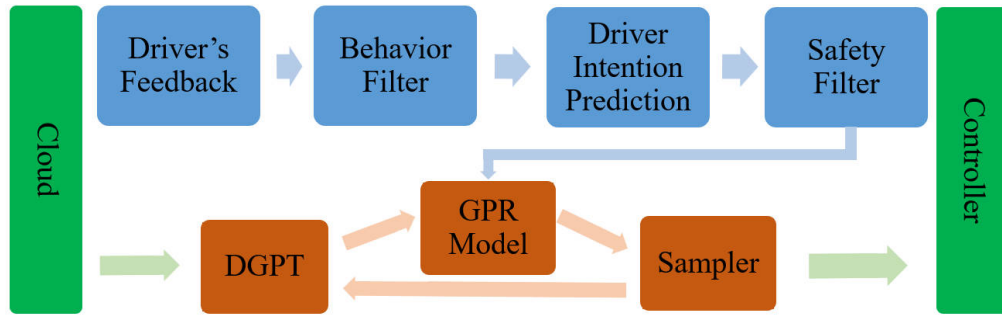 Cloud
Driver's
Feedback
Behavior
Filter
Driver
Intention
Prediction
Safety
Filter
Controller
DGPT
GPR
Model
Sampler